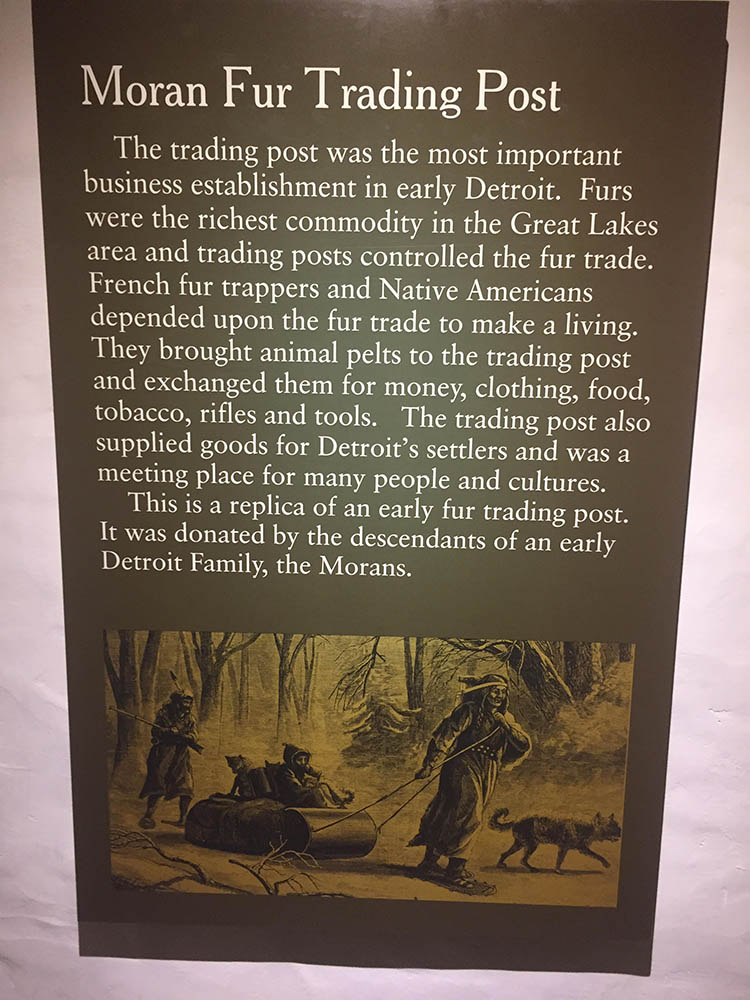 Moran Fur Trading Post
The trading post was the most important
business establishment in early Detroit. Furs
were the richest commodity in the Great Lakes
area and trading posts controlled the fur trade.
French fur trappers and Native Americans
depended upon the fur trade to make a living.
They brought animal pelts to the trading post
and exchanged them for money, clothing, food,
tobacco, rifles and tools. The trading post also
supplied goods for Detroit's settlers and was a
meeting place for many people and cultures.
This is a replica of an early fur trading post.
It was donated by the descendants of an early
Detroit Family, the Morans.